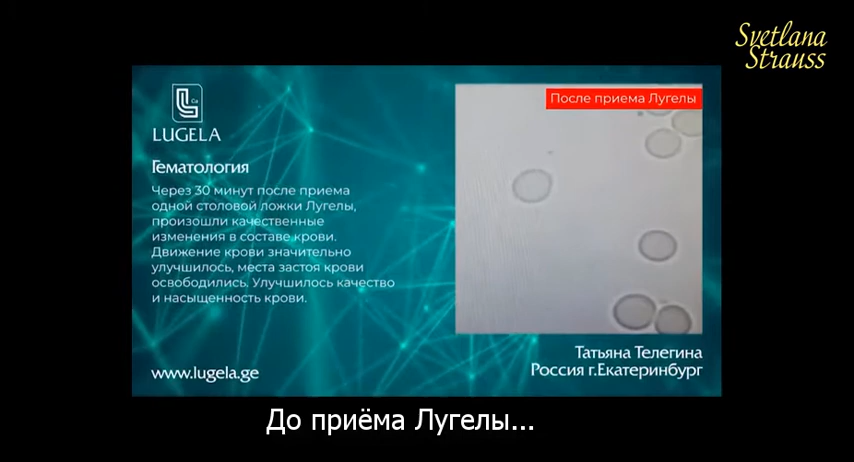 Svetlana
Strauss
После приема Лугелы
Ca
LUGELA
Гематология
Через 30 минут после приема
одной столовой ложки Лугелы,
произошли качественные
изменения в составе крови.
Движение крови значительно
улучшилось, места застоя крови
освободились. Улучшилось качество
и насыщенность крови.
Татьяна Телегина
Россия г.Екатеринбург
www.lugela.ge
До приёма Лугелы...